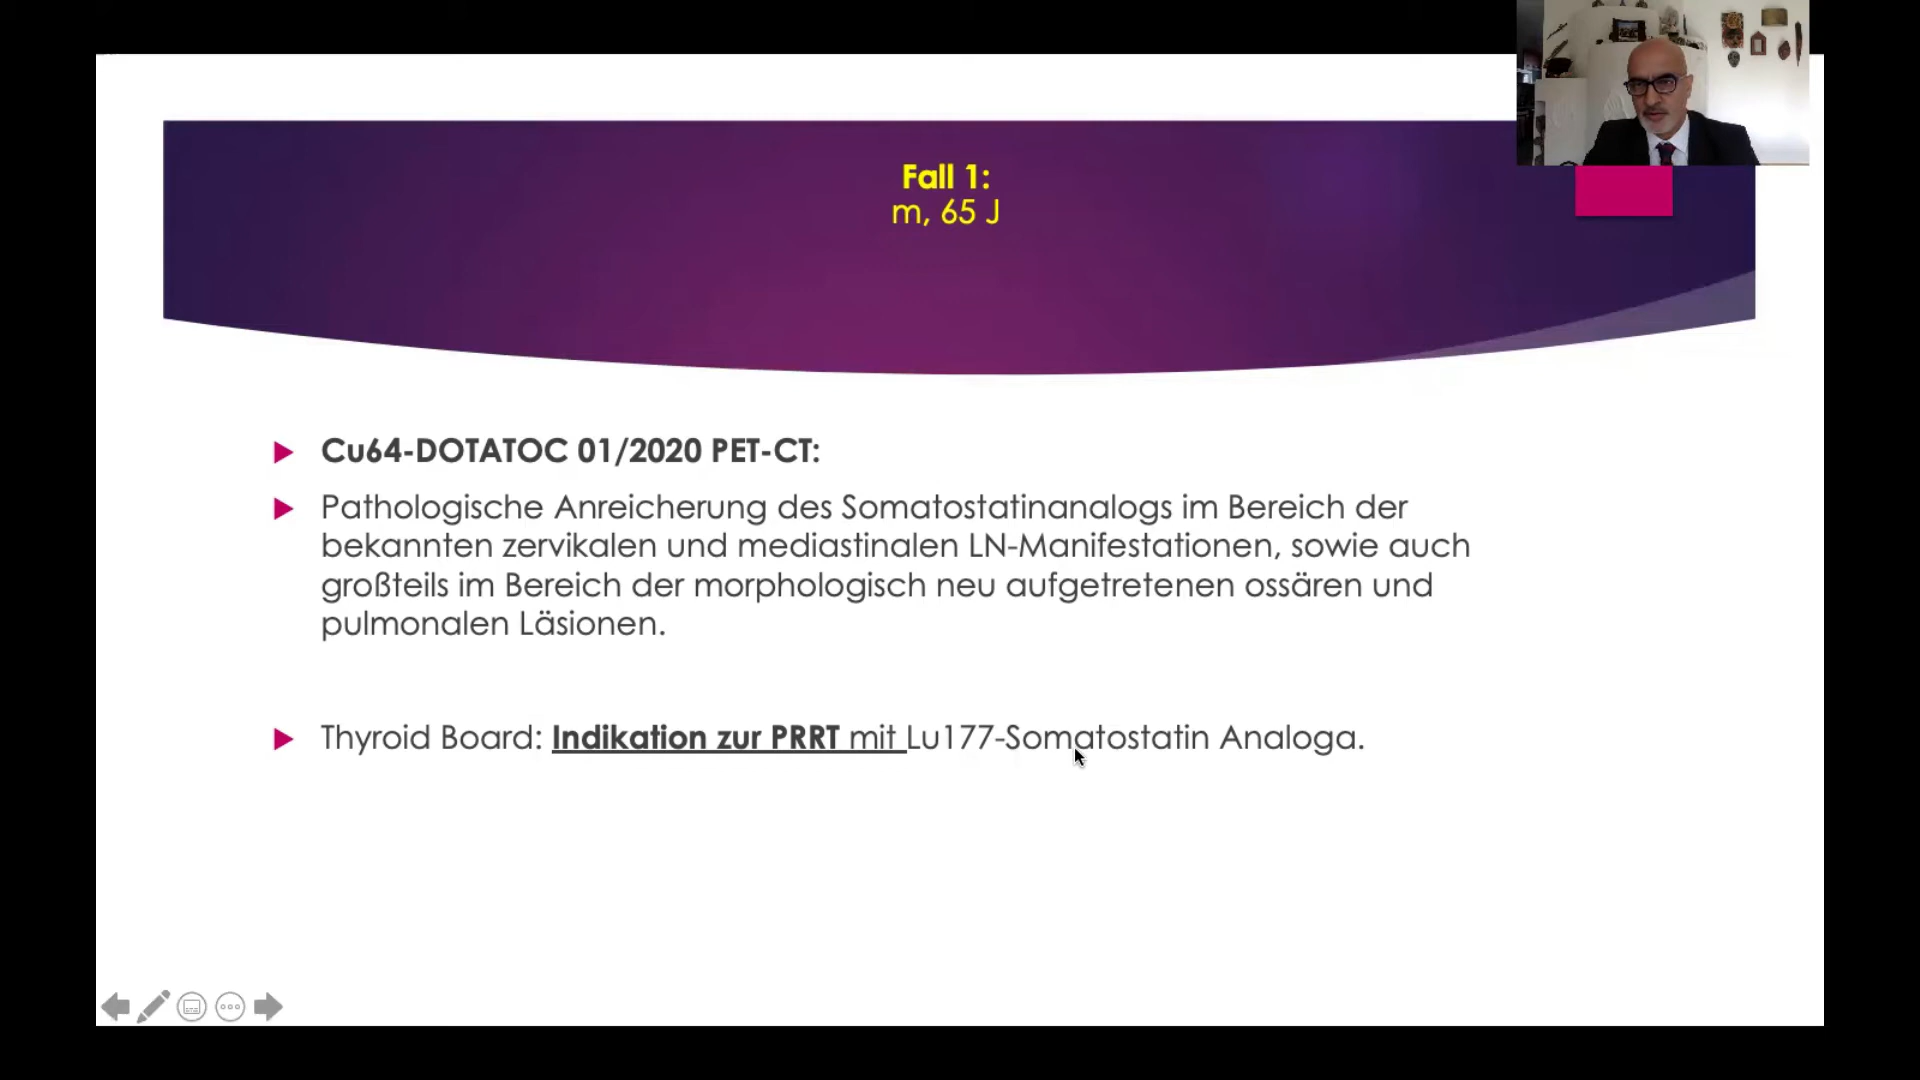 Fall 1:
m, 65 J
Cu64-DOTATOC 01/2020 PET-CT:
Pathologische Anreicherung des Somatostatinanalogs im Bereich der
bekannten zervikalen und mediastinalen LN-Manifestationen, sowie auch
großteils im Bereich der morphologisch neu aufgetretenen ossären und
pulmonalen Läsionen.
Thyroid Board: Indikation zur PRRT mit Lu177-Somatostatin Analoga.